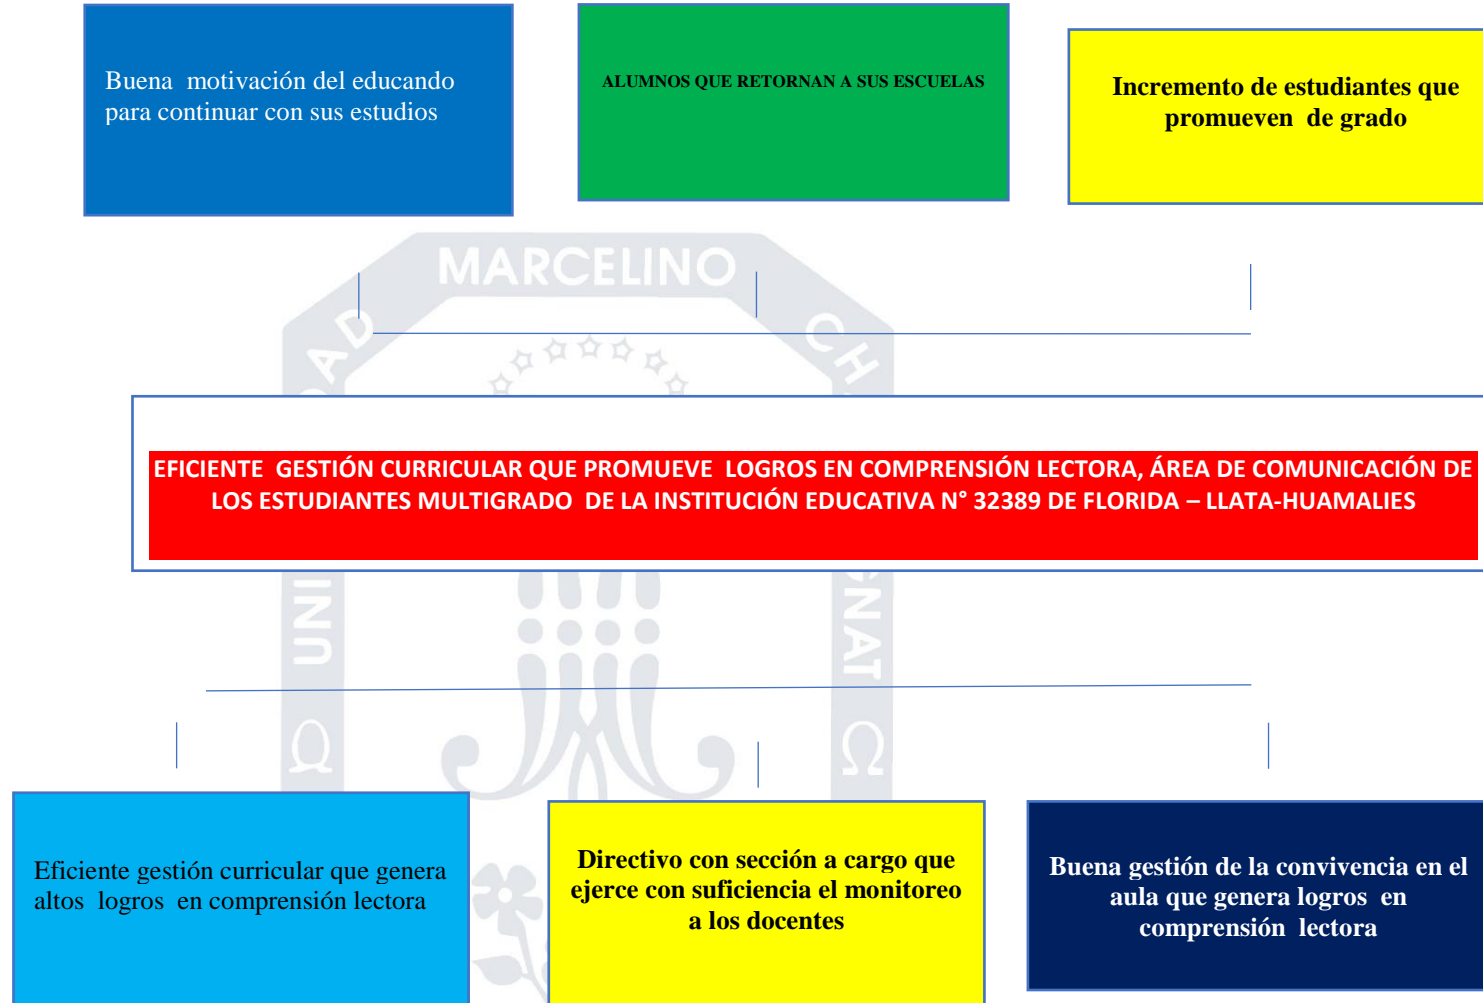 Buena motivación del educando
para continuar con sus estudios
ALUMNOS QUE RETORNAN A SUS ESCUELAS
Incremento de estudiantes que
promueven de grado
MARCELINO
EFICIENTE GESTIÓN CURRICULAR QUE PROMUEVE LOGROS EN COMPRENSIÓN LECTORA, ÁREA DE COMUNICACIÓN DE
LOS ESTUDIANTES MULTIGRADO DE LA INSTITUCIÓN EDUCATIVA N° 32389 DE FLORIDA – LLATA-HUAMALIES
Eficiente gestión curricular que genera
altos logros en comprensión lectora
Directivo con sección a cargo que
ejerce con suficiencia el monitoreo
a los docentes
Buena gestión de la convivencia en el
aula que genera logros en
comprensión lectora